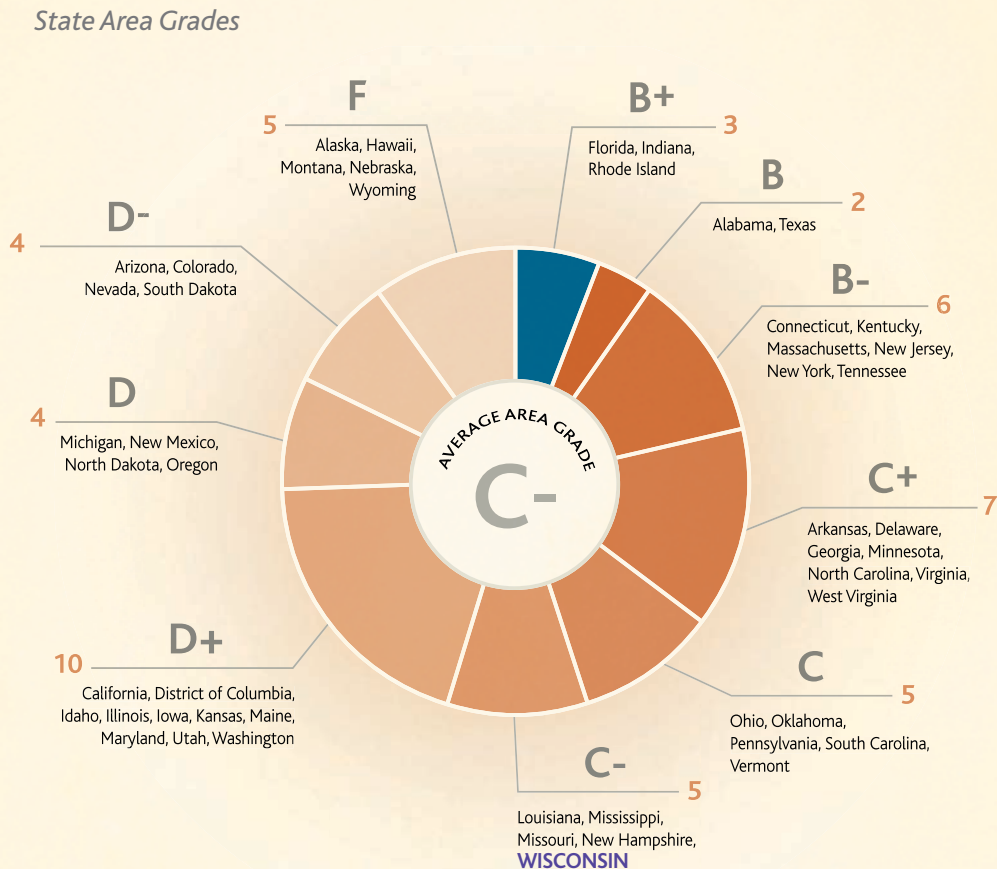 State Area Grades
F
5
Alaska, Hawaii,
Montana, Nebraska,
Wyoming
B+
3
Florida, Indiana,
Rhode Island
B
2
Alabama, Texas
D-
4
Arizona, Colorado,
Nevada, South Dakota
B-
6
Connecticut, Kentucky,
Massachusetts, New Jersey,
New York, Tennessee
D
4
Michigan, New Mexico,
North Dakota, Oregon
AVERAGE AREA GRADE
C-
C+
7
Arkansas, Delaware,
Georgia, Minnesota,
North Carolina, Virginia,
West Virginia
D+
10
California, District of Columbia,
Idaho, Illinois, Iowa, Kansas, Maine,
Maryland, Utah, Washington
C
5
Ohio, Oklahoma,
Pennsylvania, South Carolina,
Vermont
C-
5
Louisiana, Mississippi,
Missouri, New Hampshire,
WISCONSIN